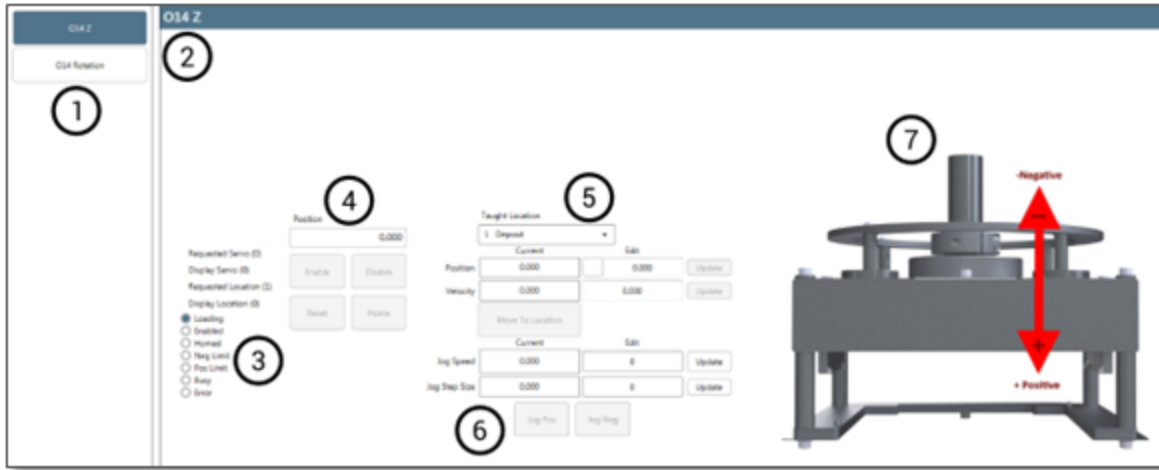 O14 Z
O14 Z
O14 Rotation
1
2
7
-Negative
4
5
Position
Taught Location
-0.000
1 Dropout
Current Edit
Requested Servo (0)
Display Servo (0)
Enable Disable
Position 0.000 0.000 Update
Requested Location (1)
Velocity 0.000 0.000 Update
Display Location (0)
Reset Home
Move To Location
Loading
Enabled
Homed
Neg Limit
Pos Limit
Busy
Error
3
Current Edit
Jog Speed 0.000 0 Update
Jog Step Size 0.000 0 Update
6
Jog Pos Jog Neg
-
+
+ Positive